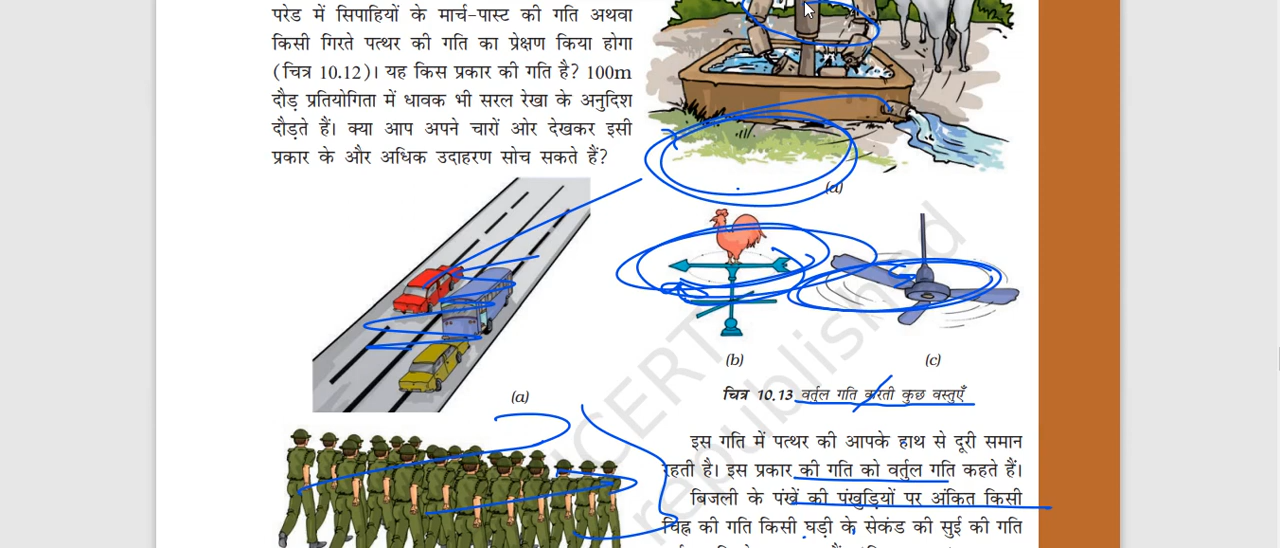 परेड में सिपाहियों के मार्च-पास्ट की गति अथवा
किसी गिरते पत्थर की गति का प्रेक्षण किया होगा
(चित्र 10.12)। यह किस प्रकार की गति है? 100m
दौड़ प्रतियोगिता में धावक भी सरल रेखा के अनुदिश
दौड़ते हैं। क्या आप अपने चारों ओर देखकर इसी
प्रकार के और अधिक उदाहरण सोच सकते हैं?
(a)
(a)
(b)
(c)
चित्र 10.13 वर्तुल गति करती कुछ वस्तुएँ
इस गति में पत्थर की आपके हाथ से दूरी समान
रहती है। इस प्रकार की गति को वर्तुल गति कहते हैं।
बिजली के पंखें की पंखुड़ियों पर अंकित किसी
चिह्न की गति किसी घड़ी के सेकंड की सुई की गति
NCERT
republished